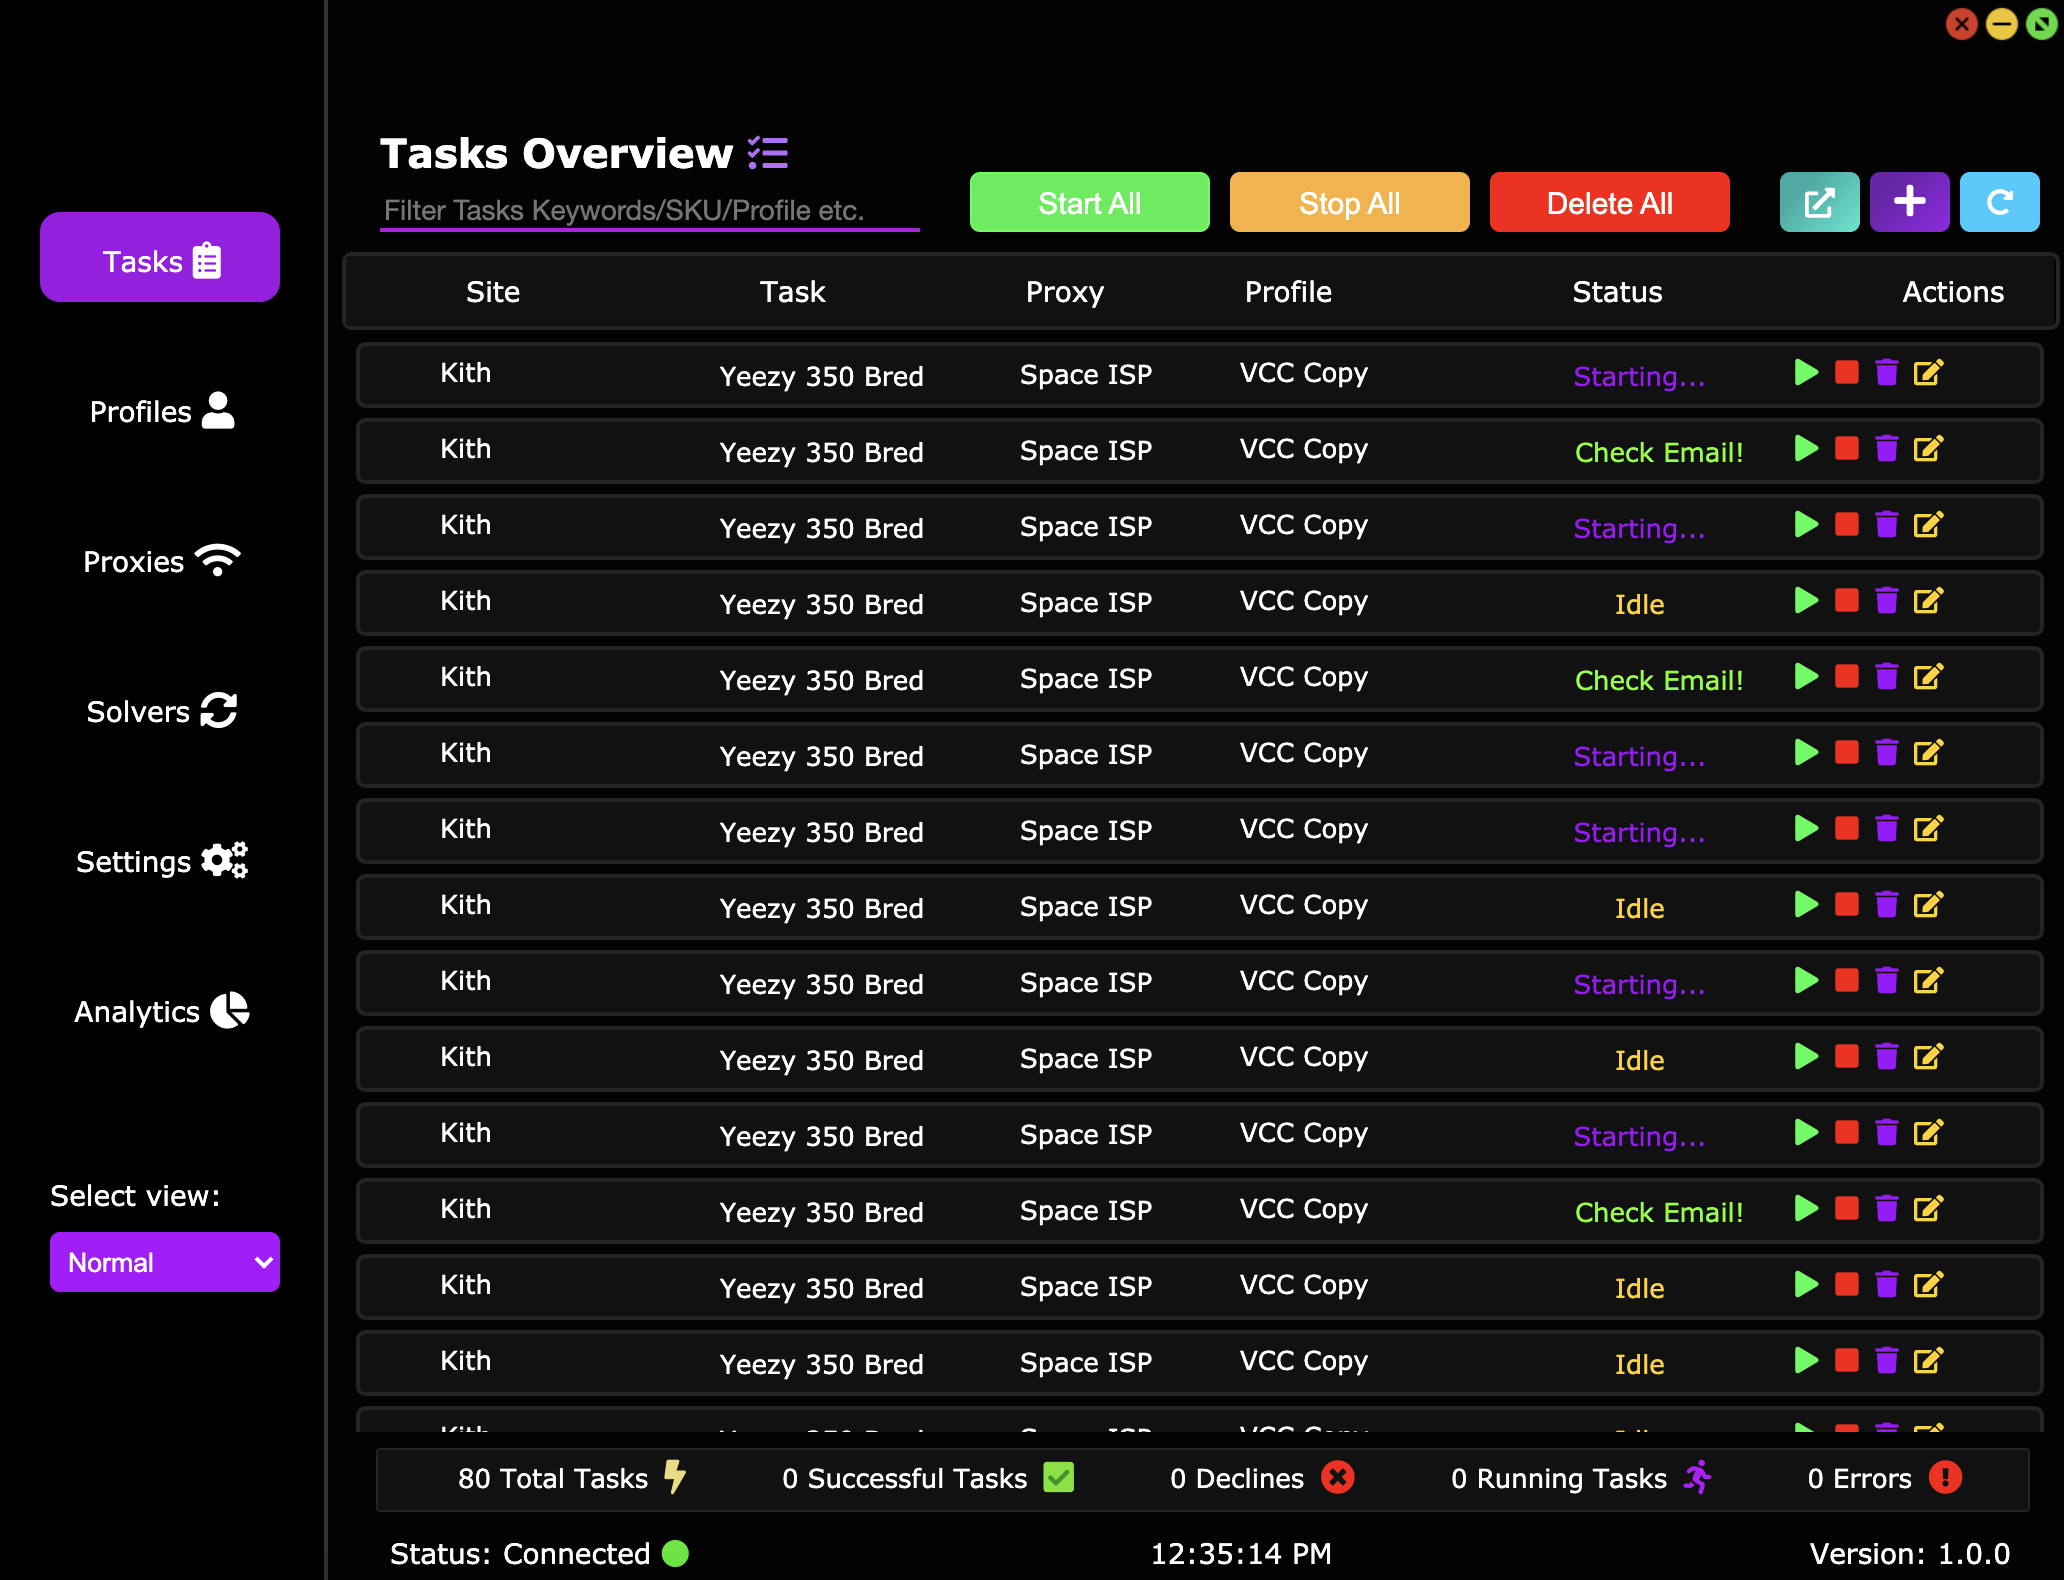 Tasks Overview
Filter Tasks Keywords/SKU/Profile etc.
Start All
Stop All
Delete All
Tasks
Profiles
Proxies
Solvers
Settings
Analytics
Select view:
Normal
Site Task Proxy Profile Status Actions
Kith Yeezy 350 Bred Space ISP VCC Copy Starting...
Kith Yeezy 350 Bred Space ISP VCC Copy Check Email!
Kith Yeezy 350 Bred Space ISP VCC Copy Starting...
Kith Yeezy 350 Bred Space ISP VCC Copy Idle
Kith Yeezy 350 Bred Space ISP VCC Copy Check Email!
Kith Yeezy 350 Bred Space ISP VCC Copy Starting...
Kith Yeezy 350 Bred Space ISP VCC Copy Starting...
Kith Yeezy 350 Bred Space ISP VCC Copy Idle
Kith Yeezy 350 Bred Space ISP VCC Copy Starting...
Kith Yeezy 350 Bred Space ISP VCC Copy Idle
Kith Yeezy 350 Bred Space ISP VCC Copy Starting...
Kith Yeezy 350 Bred Space ISP VCC Copy Check Email!
Kith Yeezy 350 Bred Space ISP VCC Copy Idle
Kith Yeezy 350 Bred Space ISP VCC Copy Idle
80 Total Tasks 0 Successful Tasks 0 Declines 0 Running Tasks 0 Errors
Status: Connected 12:35:14 PM Version: 1.0.0